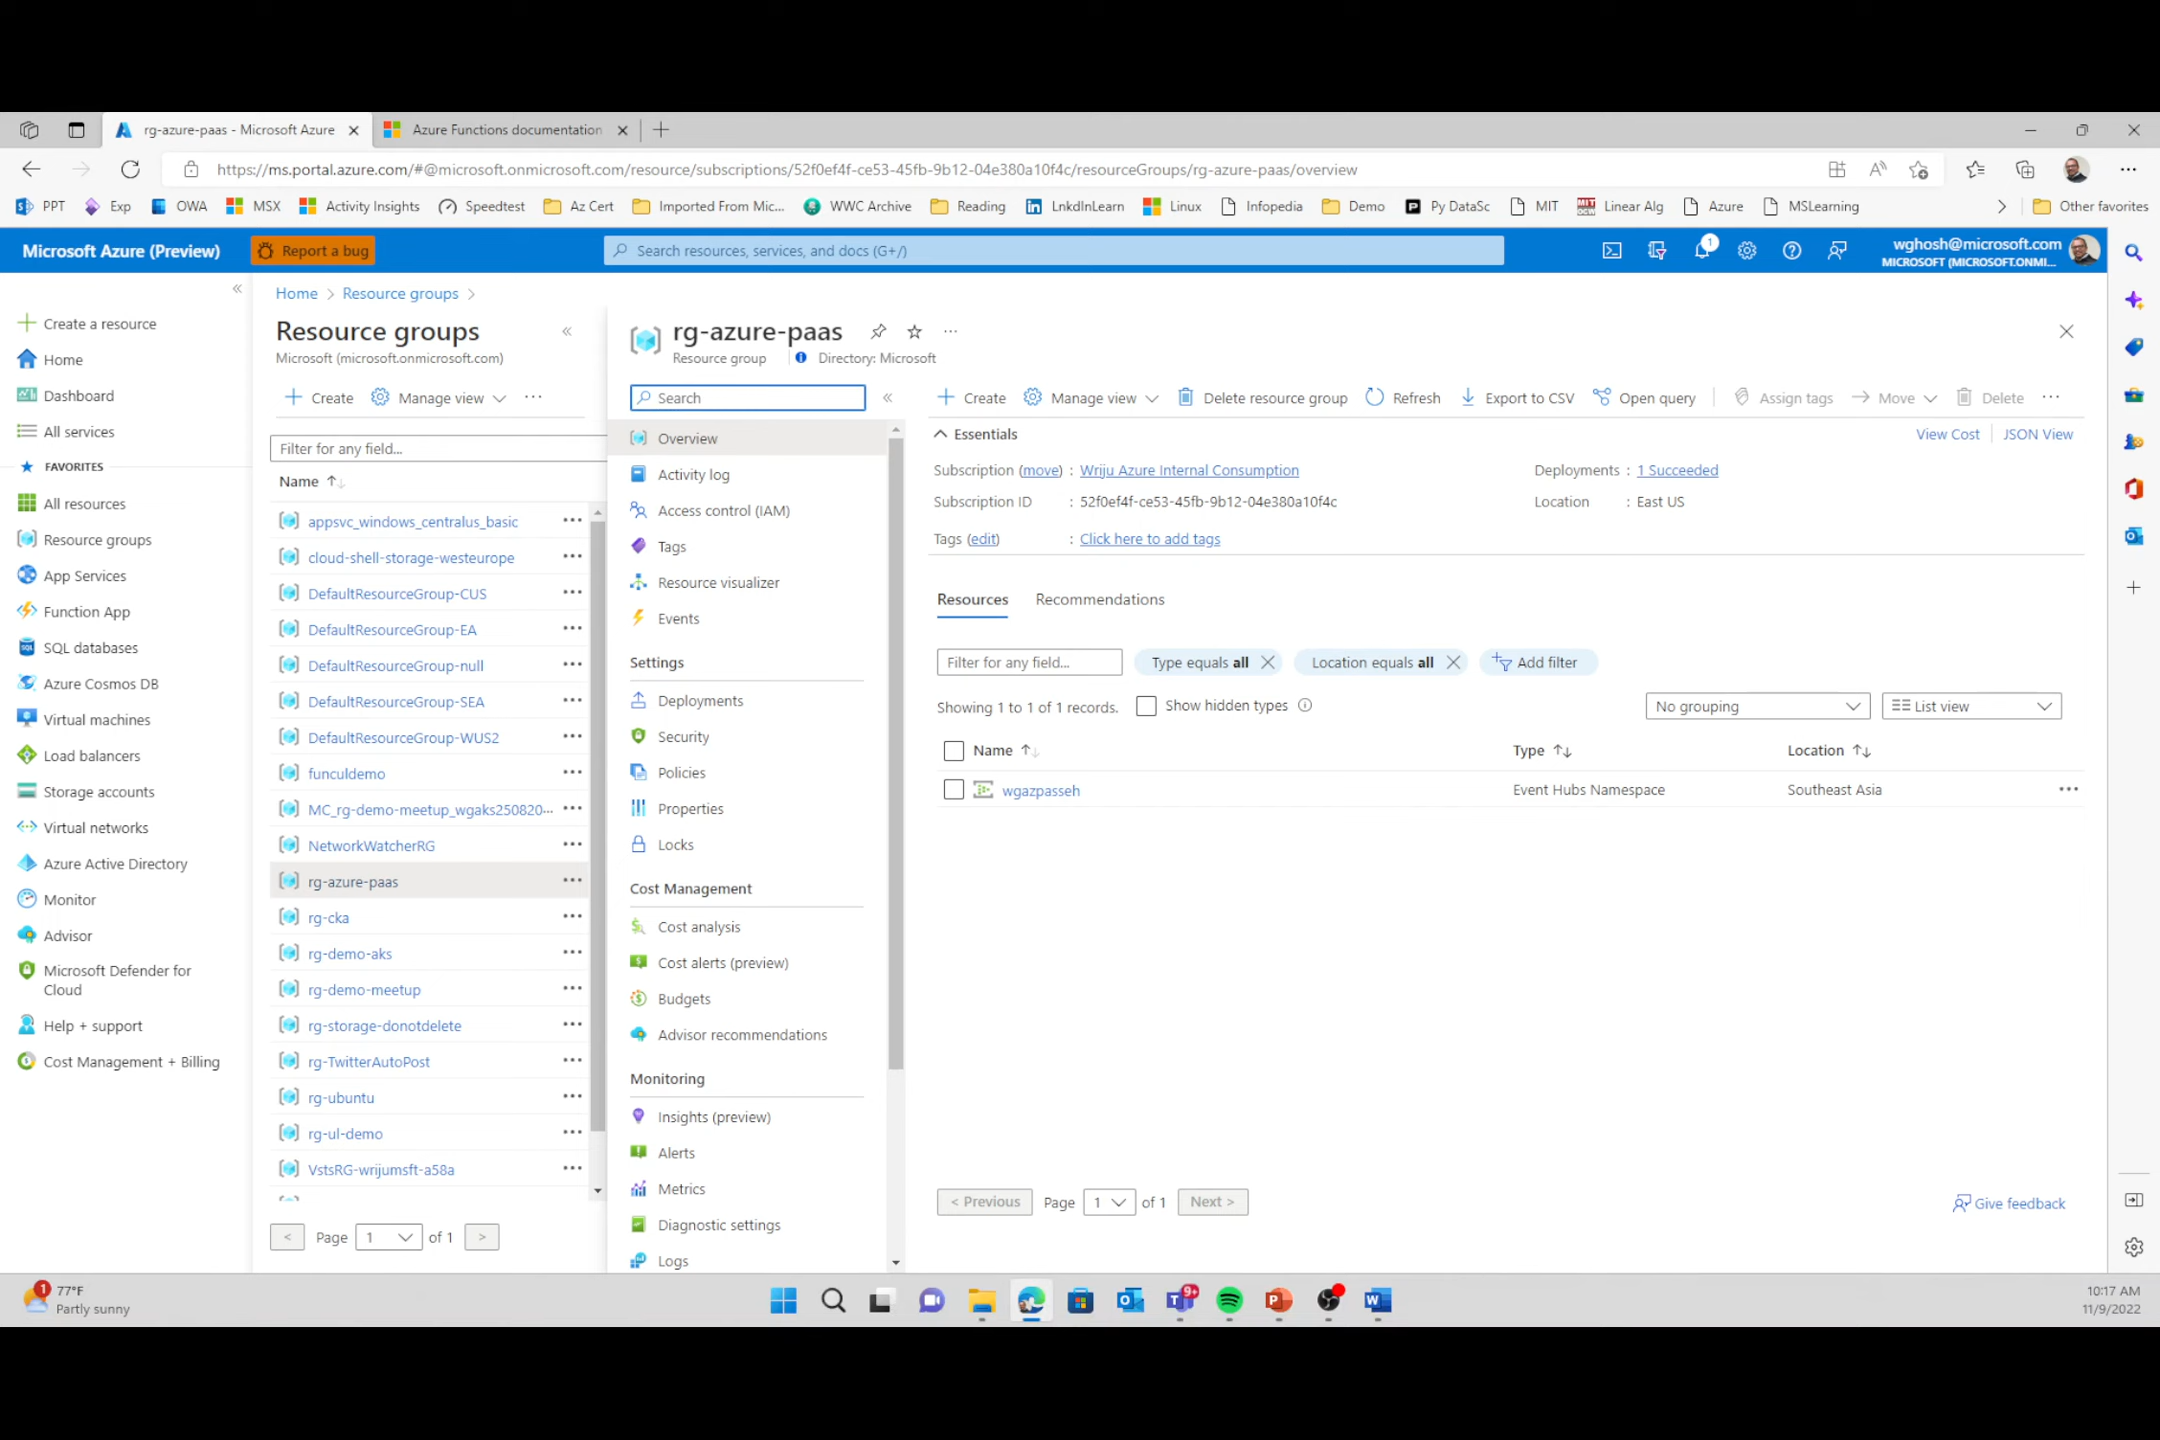 rg-azure-paas - Microsoft Azure
Azure Functions documentation
https://ms.portal.azure.com/#@microsoft.onmicrosoft.com/resource/subscriptions/52f0ef4f-ce53-45fb-9b12-04e380a10f4c/resourceGroups/rg-azure-paas/overview
PPT Exp OWA MSX Activity Insights Speedtest Az Cert Imported From Mic... WWC Archive Reading LnkdInLearn Linux Infopedia Demo Py DataSc MIT Linear Alg Azure MSLearning Other favorites
Microsoft Azure (Preview)
Report a bug
Search resources, services, and docs (G+/)
1
wghosh@microsoft.com
MICROSOFT (MICROSOFT.ONMI...
Create a resource
Home
Dashboard
All services
FAVORITES
All resources
Resource groups
App Services
Function App
SQL databases
Azure Cosmos DB
Virtual machines
Load balancers
Storage accounts
Virtual networks
Azure Active Directory
Monitor
Advisor
Microsoft Defender for
Cloud
Help + support
Cost Management + Billing
Home > Resource groups >
Resource groups
Microsoft (microsoft.onmicrosoft.com)
Create Manage view ...
Filter for any field...
Name
appsvc_windows_centralus_basic
cloud-shell-storage-westeurope
DefaultResourceGroup-CUS
DefaultResourceGroup-EA
DefaultResourceGroup-null
DefaultResourceGroup-SEA
DefaultResourceGroup-WUS2
funculdemo
MC_rg-demo-meetup_wgaks250820...
NetworkWatcherRG
rg-azure-paas
rg-cka
rg-demo-aks
rg-demo-meetup
rg-storage-donotdelete
rg-TwitterAutoPost
rg-ubuntu
rg-ul-demo
VstsRG-wrijumsft-a58a
< Page 1 of 1 >
rg-azure-paas
Resource group Directory: Microsoft
Search
Overview
Activity log
Access control (IAM)
Tags
Resource visualizer
Events
Settings
Deployments
Security
Policies
Properties
Locks
Cost Management
Cost analysis
Cost alerts (preview)
Budgets
Advisor recommendations
Monitoring
Insights (preview)
Alerts
Metrics
Diagnostic settings
Logs
Create Manage view Delete resource group Refresh Export to CSV Open query Assign tags Move Delete ...
Essentials
View Cost JSON View
Subscription (move) : Wriju Azure Internal Consumption
Deployments : 1 Succeeded
Subscription ID : 52f0ef4f-ce53-45fb-9b12-04e380a10f4c
Location : East US
Tags (edit) : Click here to add tags
Resources Recommendations
Filter for any field... Type equals all Location equals all Add filter
Showing 1 to 1 of 1 records. Show hidden types No grouping List view
Name Type Location
wgazpasseh Event Hubs Namespace Southeast Asia
< Previous Page 1 of 1 Next >
Give feedback
1
77°F
Partly sunny
9+
10:17 AM
11/9/2022